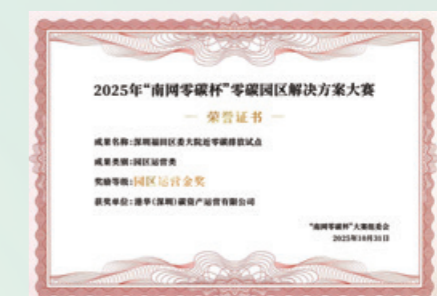 2025年“南网零碳杯”零碳园区解决方案大赛
荣誉证书
成果名称:深圳福田区委大院近零碳排放试点
成果类别:园区运营类
奖励等级:园区运营金奖
获奖单位:港华(深圳)碳资产运营有限公司
“南网零碳杯”大赛组委会
2025年10月31日